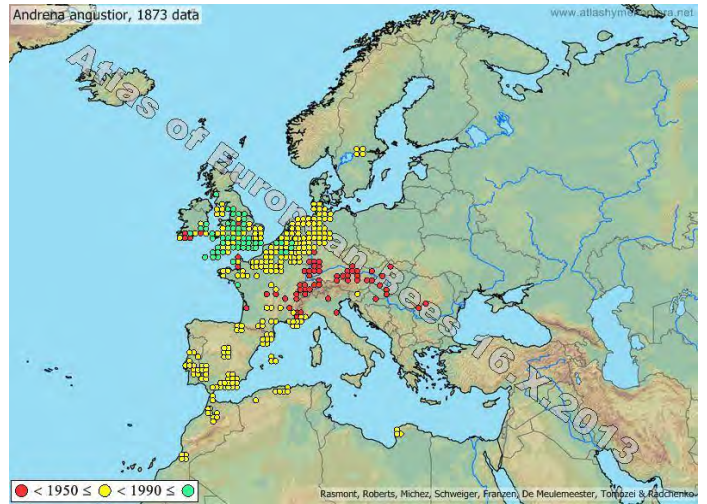 Andrena angustior, 1873 data
www.atlashymenoptera.net
Atlas of European Bees 16.X.2013
< 1950 ≤ < 1990 ≤
Rasmont, Roberts, Michez, Schweiger, Franzen, De Meulemeester, Tomozei & Radchenko